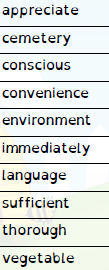 appreciate
cemetery
conscious
convenience
environment
immediately
language
sufficient
thorough
vegetable